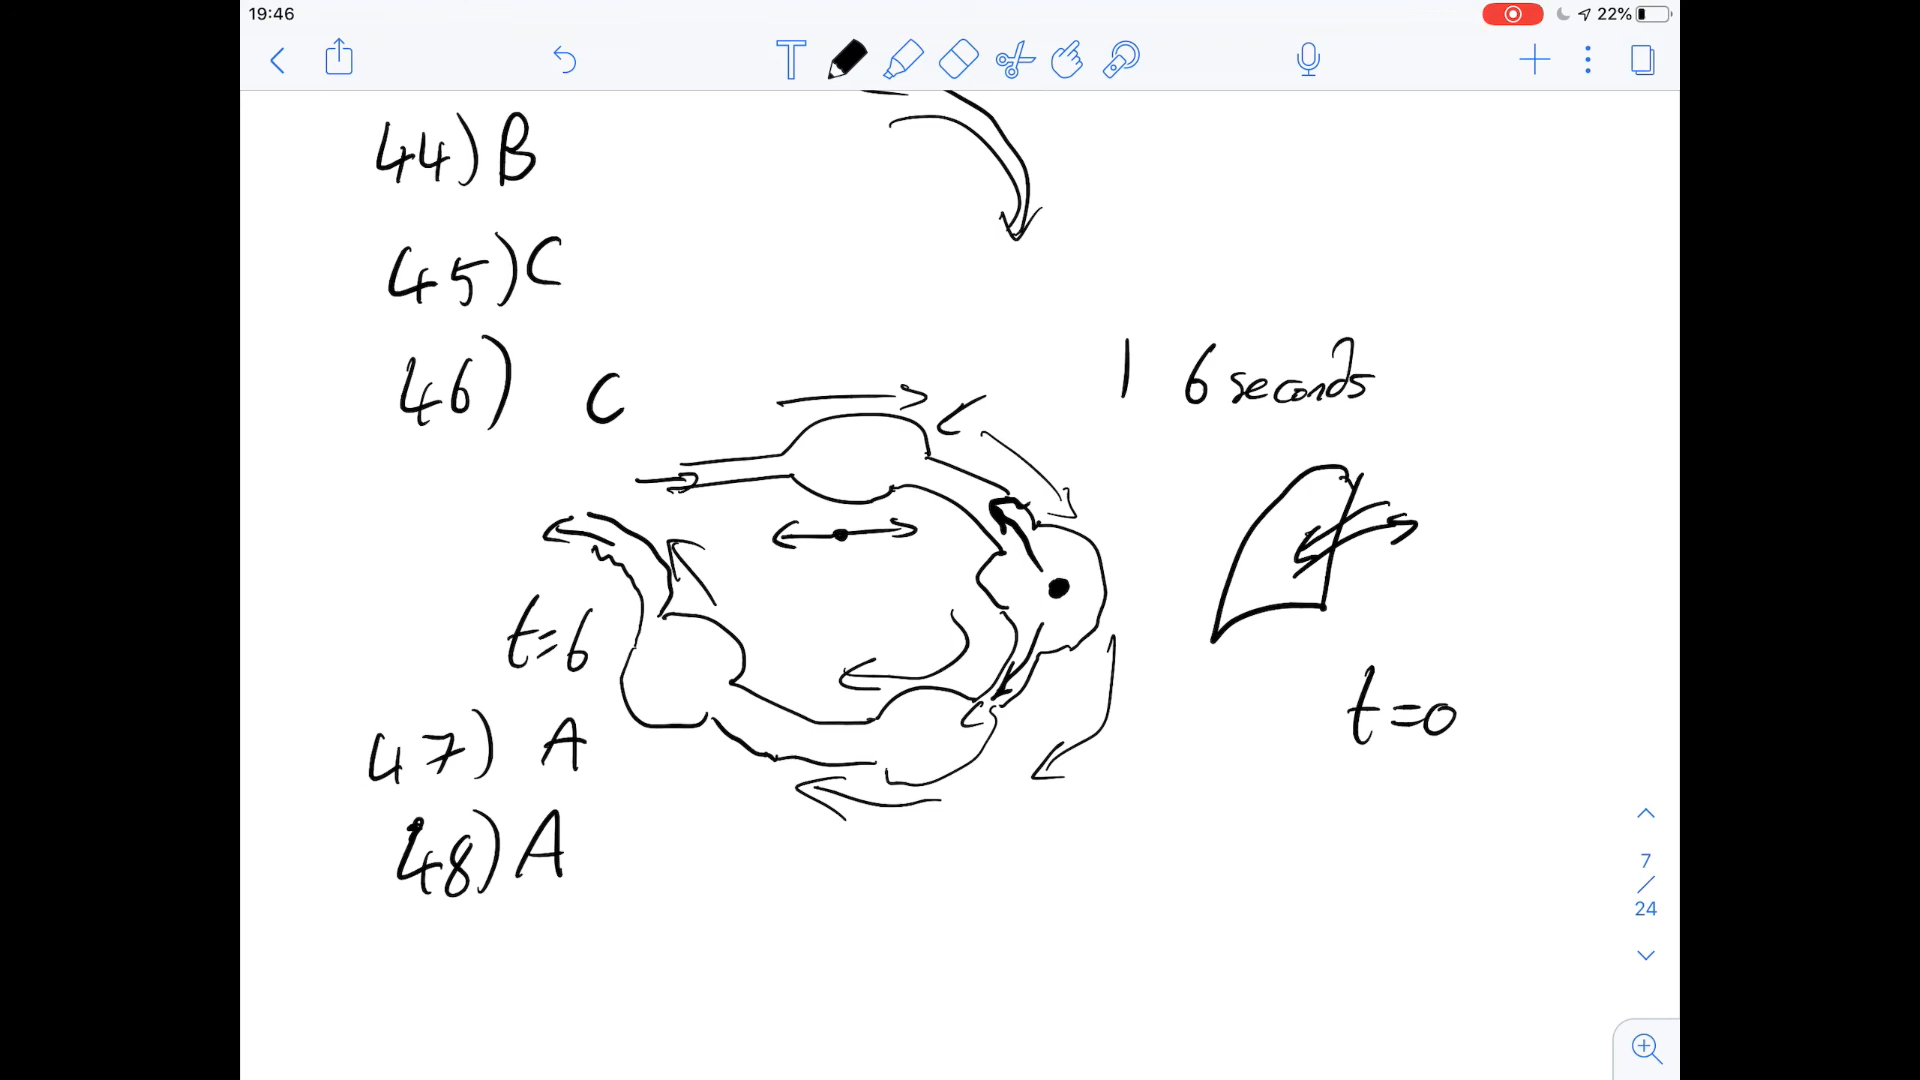 19:46
22%
44) B
45) C
46) C
1 6 seconds
t=6
t=0
47) A
48) A
7
/
24